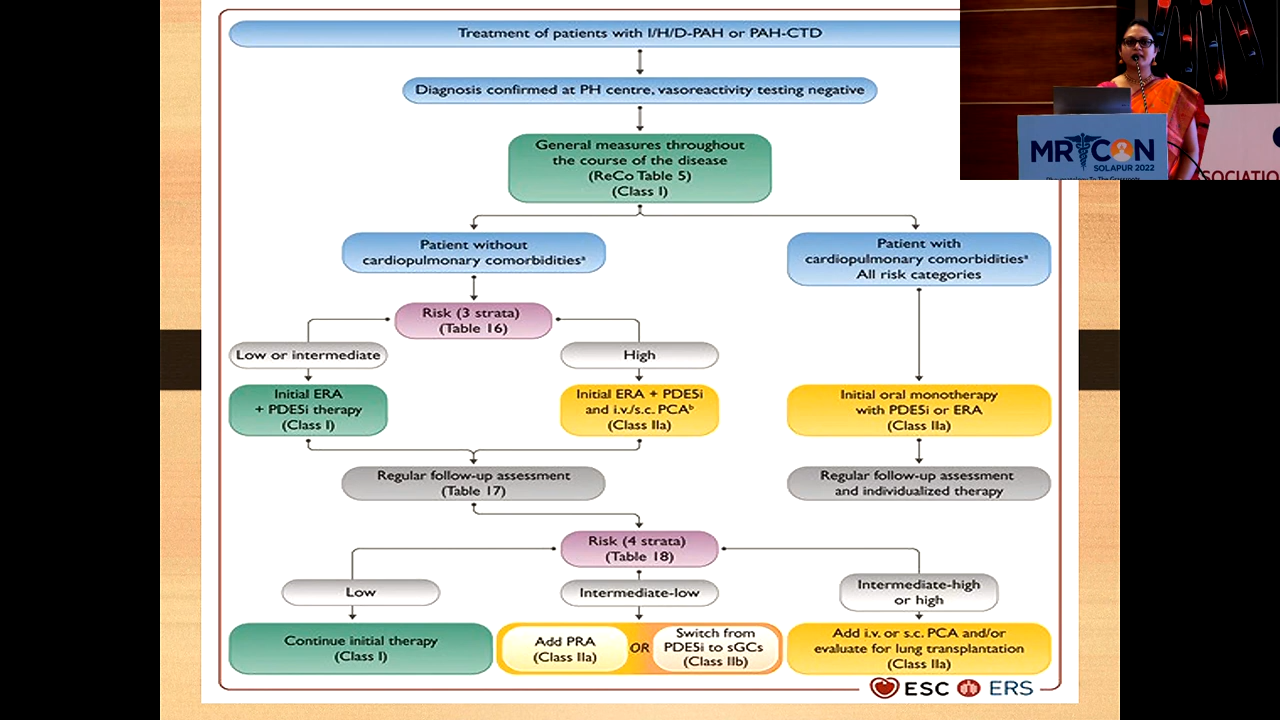 Treatment of patients with I/H/D-PAH or PAH-CTD
Diagnosis confirmed at PH centre, vasoreactivity testing negative
General measures throughout
the course of the disease
(ReCo Table 5)
(Class I)
Patient without
cardiopulmonary comorbiditiesᵃ
Patient with
cardiopulmonary comorbiditiesᵃ
All risk categories
Risk (3 strata)
(Table 16)
Low or intermediate
High
Initial ERA
+ PDE5i therapy
(Class I)
Initial ERA + PDE5i
and i.v./s.c. PCAᵇ
(Class IIa)
Initial oral monotherapy
with PDE5i or ERA
(Class IIa)
Regular follow-up assessment
(Table 17)
Regular follow-up assessment
and individualized therapy
Risk (4 strata)
(Table 18)
Low
Intermediate-low
Intermediate-high
or high
Continue initial therapy
(Class I)
Add PRA
(Class IIa)
OR
Switch from
PDE5i to sGCs
(Class IIb)
Add i.v. or s.c. PCA and/or
evaluate for lung transplantation
(Class IIa)
ESC ERS
MR CON
SOLAPUR 2022
SOCIATIO